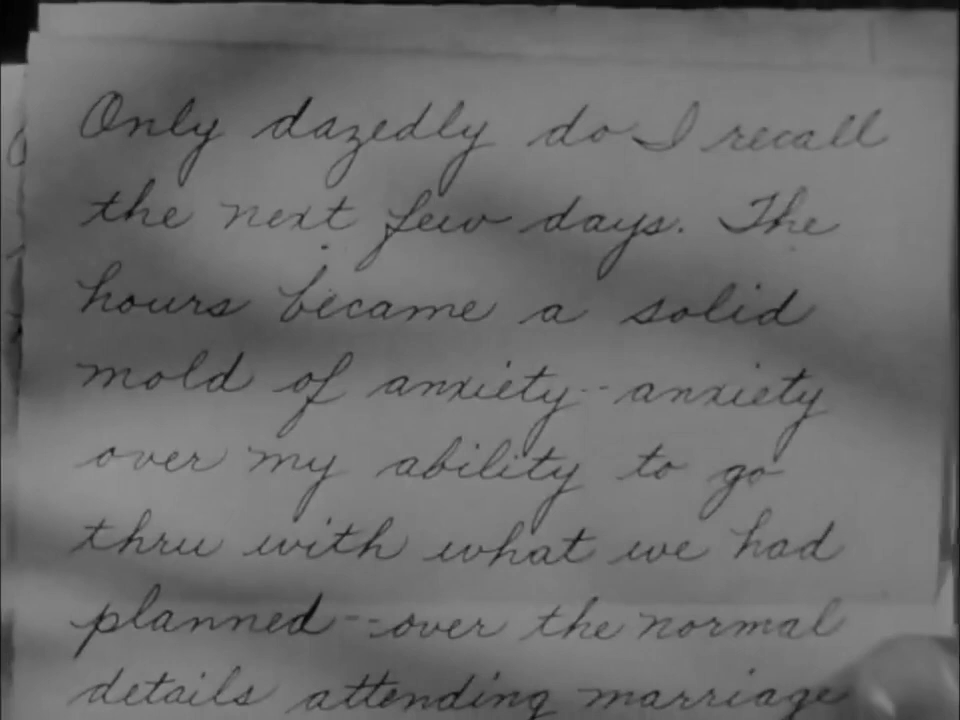 Only dazedly do I recall
the next few days. The
hours became a solid
mold of anxiety--anxiety
over my ability to go
thru with what we had
planned--over the normal
details attending marriage